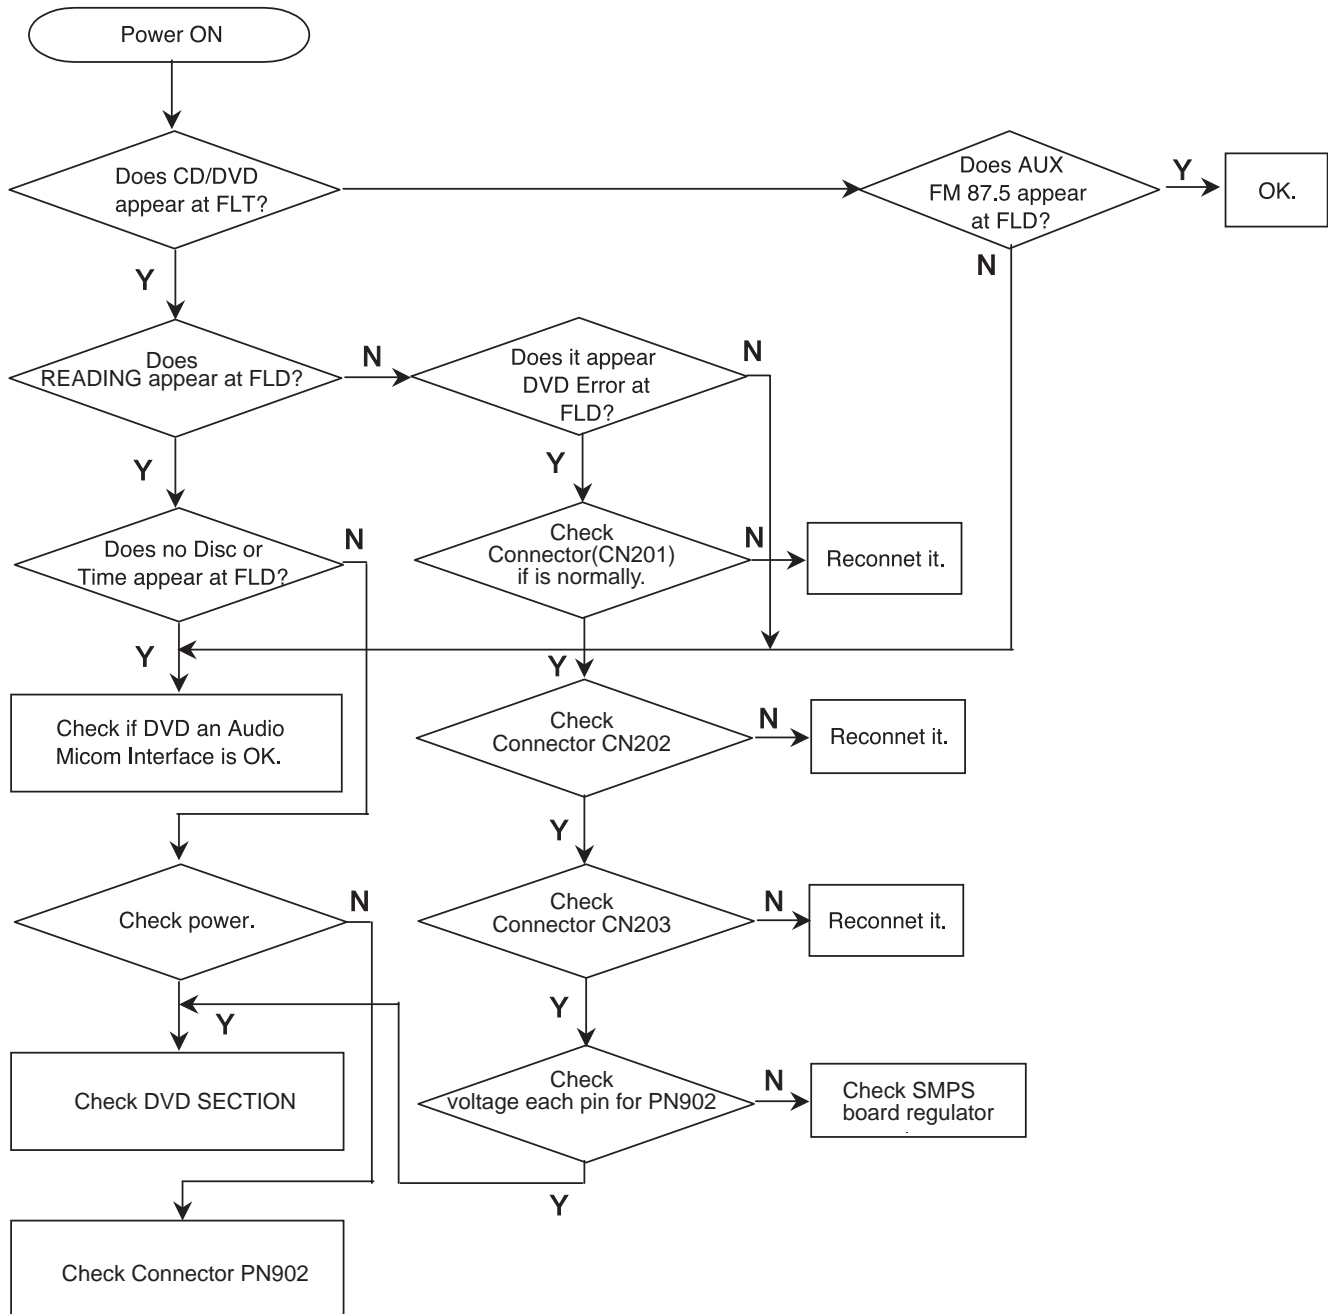 Power ON
Does CD/DVD
appear at FLT?
Does AUX
FM 87.5 appear
at FLD?
Y
OK.
N
Y
Does
READING appear at FLD?
N
Does it appear
DVD Error at
FLD?
N
Y
Y
Does no Disc or
Time appear at FLD?
N
Check
Connector(CN201)
if is normally.
N
Reconnet it.
Y
Y
Check if DVD an Audio
Micom Interface is OK.
Check
Connector CN202
N
Reconnet it.
Y
Check power.
N
Check
Connector CN203
N
Reconnet it.
Y
Y
Check DVD SECTION
Check
voltage each pin for PN902
N
Check SMPS
board regulator
Y
Check Connector PN902